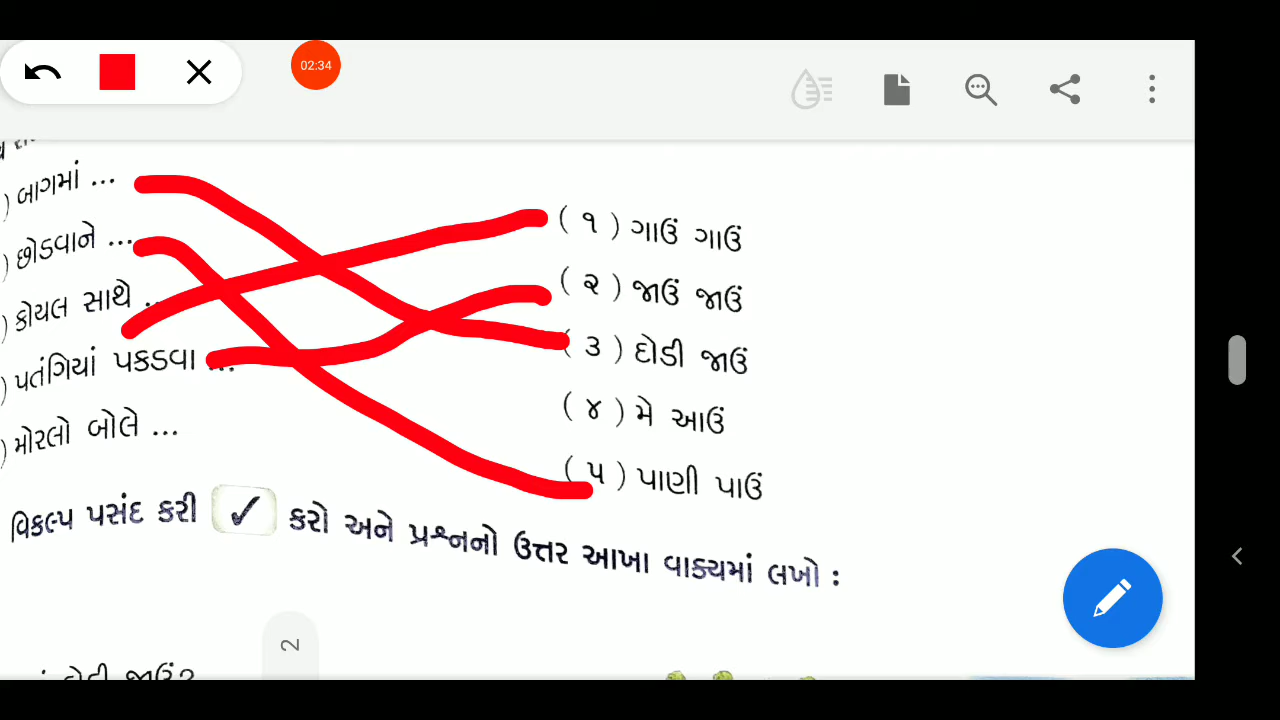 02:34
) બાગમાં ...
) છોડવાને ...
) કોયલ સાથે ...
) પતંગિયાં પકડવા ...
) મોરલો બોલે ...
( ૧ ) ગાઉં ગાઉં
( ૨ ) જાઉં જાઉં
( ૩ ) દોડી જાઉં
( ૪ ) મે આઉં
( ૫ ) પાણી પાઉં
વિકલ્પ પસંદ કરી ✓ કરો અને પ્રશ્નનો ઉત્તર આખા વાક્યમાં લખો :
2
દોડી જાઉં?